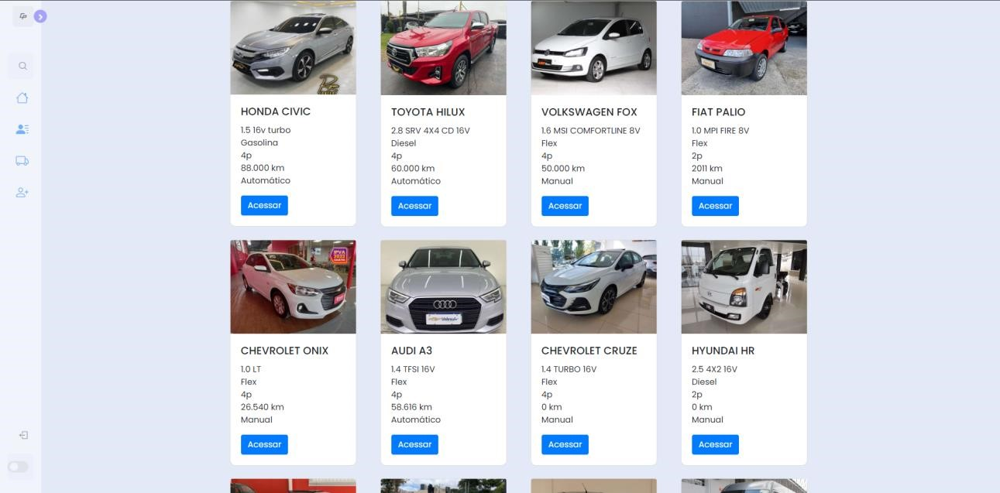 HONDA CIVIC
1.5 16v turbo
Gasolina
4p
88.000 km
Automático
Acessar
TOYOTA HILUX
2.8 SRV 4X4 CD 16V
Diesel
4p
60.000 km
Automático
Acessar
VOLKSWAGEN FOX
1.6 MSI COMFORTLINE 8V
Flex
4p
50.000 km
Manual
Acessar
FIAT PALIO
1.0 MPI FIRE 8V
Flex
2p
2011 km
Manual
Acessar
IPVA
2022
GRÁTIS
CHEVROLET ONIX
1.0 LT
Flex
4p
26.540 km
Manual
Acessar
AUDI A3
1.4 TFSI 16V
Flex
4p
58.616 km
Automático
Acessar
CHEVROLET CRUZE
1.4 TURBO 16V
Flex
4p
0 km
Manual
Acessar
HYUNDAI HR
2.5 4X2 16V
Diesel
2p
0 km
Manual
Acessar